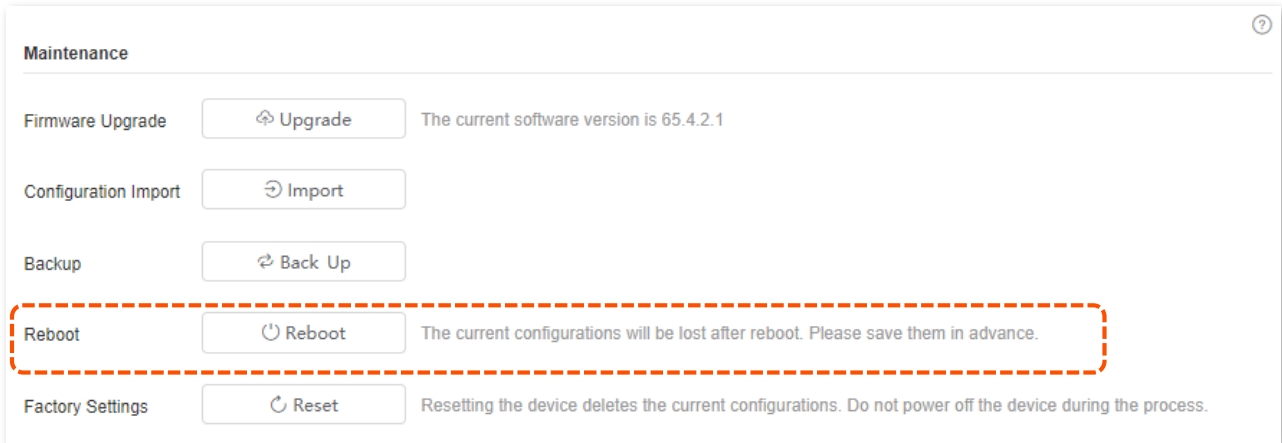 ?
Maintenance
Firmware Upgrade Upgrade The current software version is 65.4.2.1
Configuration Import Import
Backup Back Up
Reboot Reboot The current configurations will be lost after reboot. Please save them in advance.
Factory Settings Reset Resetting the device deletes the current configurations. Do not power off the device during the process.